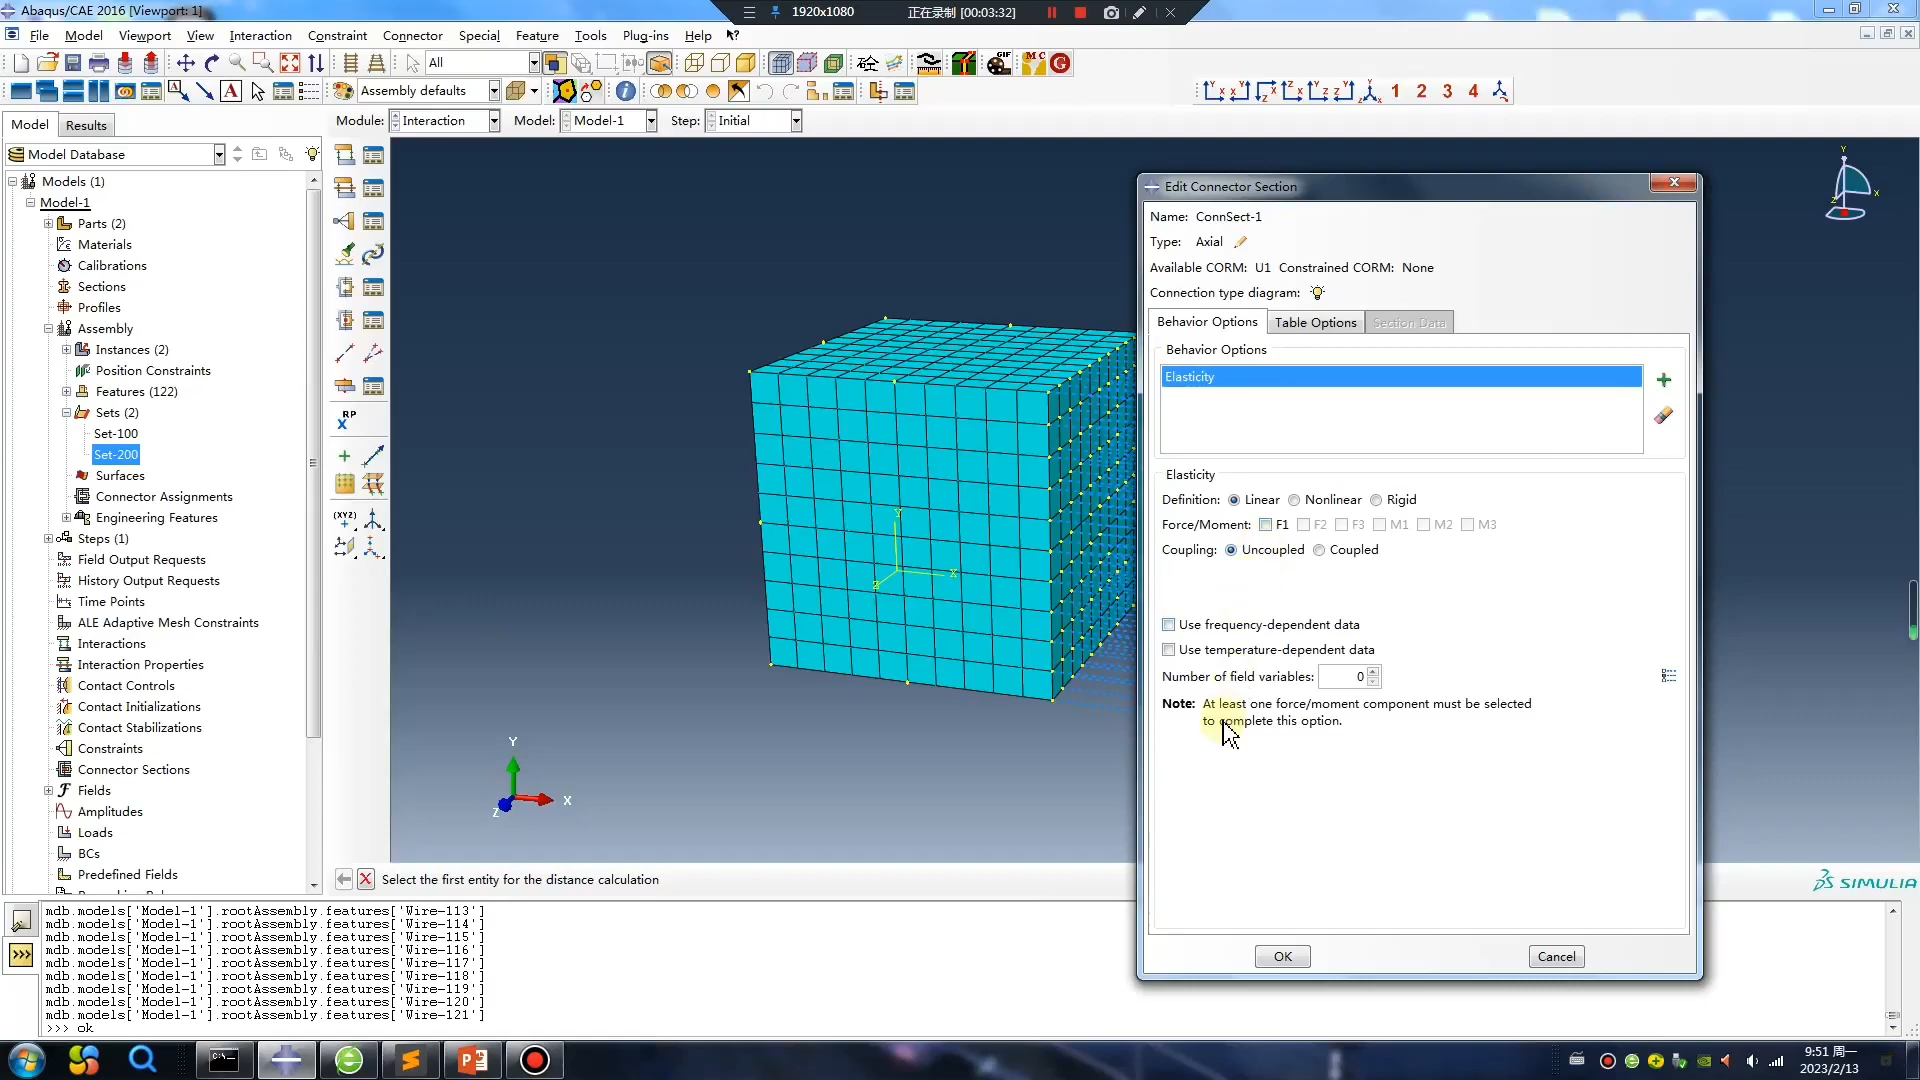 Abaqus/CAE 2016 [Viewport: 1]
1920x1080
正在录制 [00:03:32]
File Model Viewport View Interaction Constraint Connector Special Feature Tools Plug-ins Help
All
GIF
M C
G
A
Assembly defaults
1 2 3 4
Model Results
Module: Interaction Model: Model-1 Step: Initial
Model Database
Models (1)
Model-1
Parts (2)
Materials
Calibrations
Sections
Profiles
Assembly
Instances (2)
Position Constraints
Features (122)
Sets (2)
Set-100
Set-200
Surfaces
Connector Assignments
Engineering Features
Steps (1)
Field Output Requests
History Output Requests
Time Points
ALE Adaptive Mesh Constraints
Interactions
Interaction Properties
Contact Controls
Contact Initializations
Contact Stabilizations
Constraints
Connector Sections
Fields
Amplitudes
Loads
BCs
Predefined Fields
RP
(XYZ)
Y
X
Z
Y
X
Z
Y
X
Z
Edit Connector Section
Name: ConnSect-1
Type: Axial
Available CORM: U1 Constrained CORM: None
Connection type diagram:
Behavior Options Table Options Section Data
Behavior Options
Elasticity
Elasticity
Definition: Linear Nonlinear Rigid
Force/Moment: F1 F2 F3 M1 M2 M3
Coupling: Uncoupled Coupled
Use frequency-dependent data
Use temperature-dependent data
Number of field variables: 0
Note: At least one force/moment component must be selected
to complete this option.
OK Cancel
Select the first entity for the distance calculation
SIMULIA
mdb.models['Model-1'].rootAssembly.features['Wire-113']
mdb.models['Model-1'].rootAssembly.features['Wire-114']
mdb.models['Model-1'].rootAssembly.features['Wire-115']
mdb.models['Model-1'].rootAssembly.features['Wire-116']
mdb.models['Model-1'].rootAssembly.features['Wire-117']
mdb.models['Model-1'].rootAssembly.features['Wire-118']
mdb.models['Model-1'].rootAssembly.features['Wire-119']
mdb.models['Model-1'].rootAssembly.features['Wire-120']
mdb.models['Model-1'].rootAssembly.features['Wire-121']
>>> ok
9:51 周一
2023/2/13